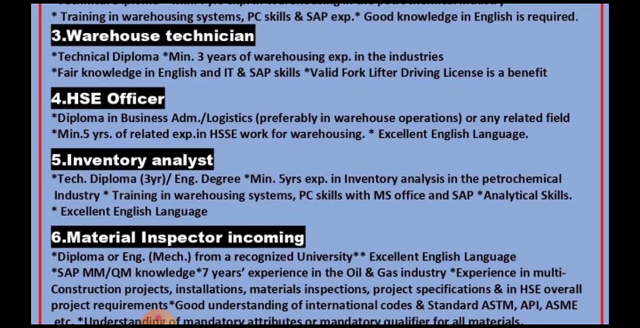 * Training in warehousing systems, PC skills & SAP exp.* Good knowledge in English is required.
3.Warehouse technician
*Technical Diploma *Min. 3 years of warehousing exp. in the industries
*Fair knowledge in English and IT & SAP skills *Valid Fork Lifter Driving License is a benefit
4.HSE Officer
*Diploma in Business Adm./Logistics (preferably in warehouse operations) or any related field
*Min.5 yrs. of related exp.in HSSE work for warehousing. * Excellent English Language.
5.Inventory analyst
*Tech. Diploma (3yr)/ Eng. Degree *Min. 5yrs exp. in Inventory analysis in the petrochemical
Industry * Training in warehousing systems, PC skills with MS office and SAP *Analytical Skills.
* Excellent English Language
6.Material Inspector incoming
*Diploma or Eng. (Mech.) from a recognized University** Excellent English Language
*SAP MM/QM knowledge*7 years' experience in the Oil & Gas industry *Experience in multi-
Construction projects, installations, materials inspections, project specifications & in HSE overall
project requirements*Good understanding of international codes & Standard ASTM, API, ASME
etc. *Understanding of mandatory attributes or mandatory qualifier for all materials.